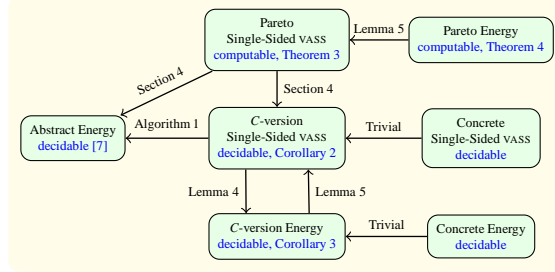 Pareto
Single-Sided VASS
computable, Theorem 3
Lemma 5
Pareto Energy
computable, Theorem 4
Section 4
Section 4
Abstract Energy
decidable [7]
Algorithm 1
C-version
Single-Sided VASS
decidable, Corollary 2
Trivial
Concrete
Single-Sided VASS
decidable
Lemma 4
Lemma 5
C-version Energy
decidable, Corollary 3
Trivial
Concrete Energy
decidable